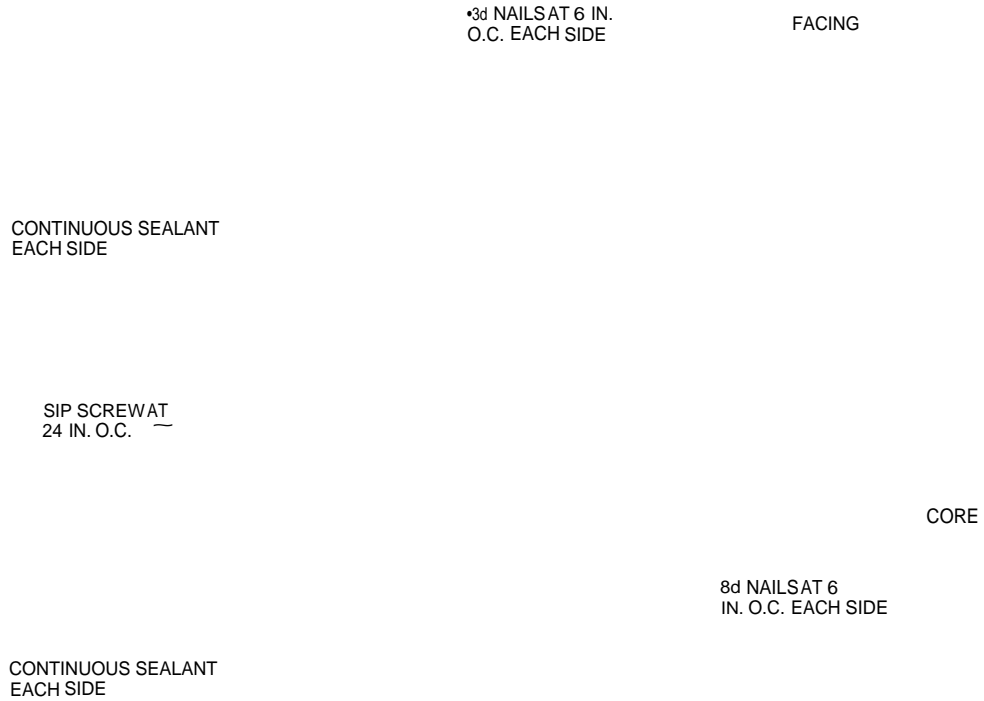 •3d NAILS AT 6 IN.
O.C. EACH SIDE
FACING
CONTINUOUS SEALANT
EACH SIDE
SIP SCREW AT
24 IN. O.C.
CORE
8d NAILS AT 6
IN. O.C. EACH SIDE
CONTINUOUS SEALANT
EACH SIDE